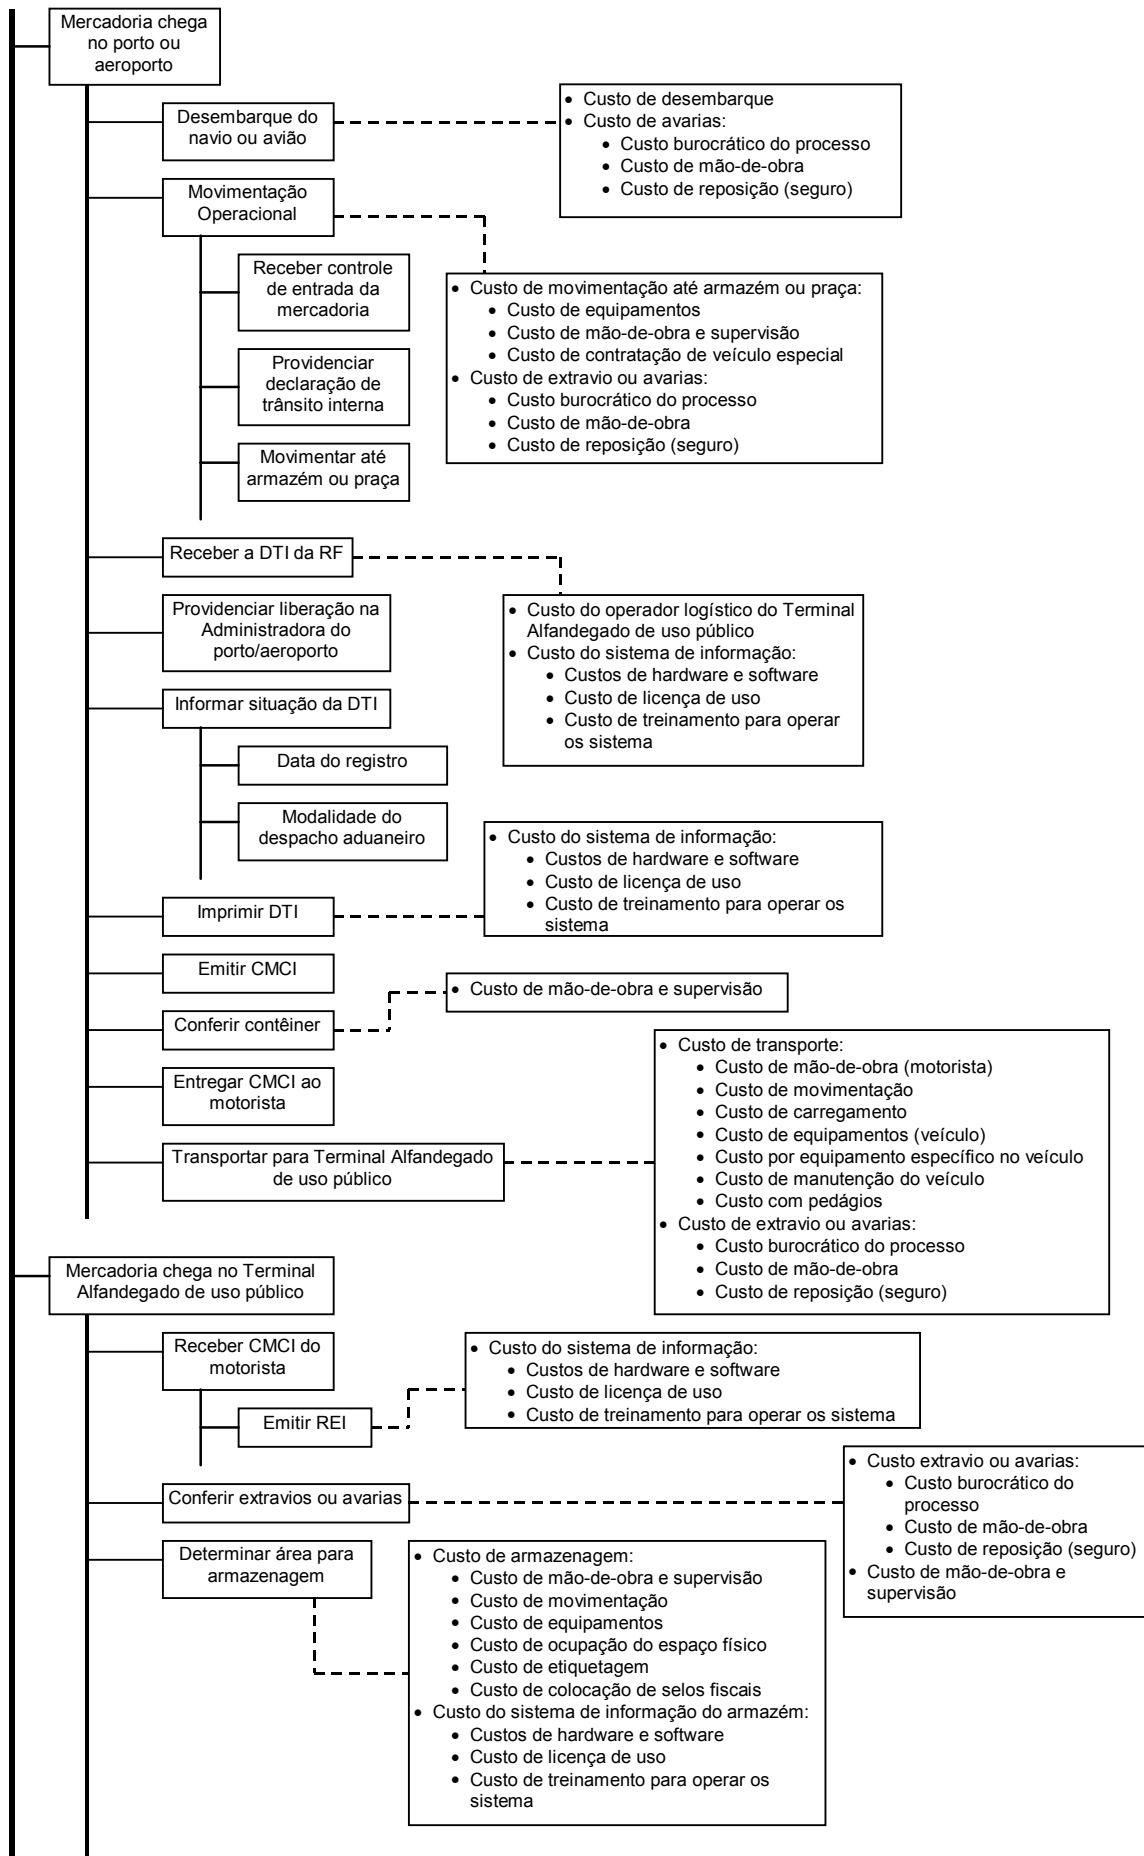 Mercadoria chega
no porto ou
aeroporto
Desembarque do
navio ou avião
• Custo de desembarque
• Custo de avarias:
• Custo burocrático do processo
• Custo de mão-de-obra
• Custo de reposição (seguro)
Movimentação
Operacional
Receber controle
de entrada da
mercadoria
Providenciar
declaração de
trânsito interna
Movimentar até
armazém ou praça
• Custo de movimentação até armazém ou praça:
• Custo de equipamentos
• Custo de mão-de-obra e supervisão
• Custo de contratação de veículo especial
• Custo de extravio ou avarias:
• Custo burocrático do processo
• Custo de mão-de-obra
• Custo de reposição (seguro)
Receber a DTI da RF
Providenciar liberação na
Administradora do
porto/aeroporto
• Custo do operador logístico do Terminal
Alfandegado de uso público
• Custo do sistema de informação:
• Custos de hardware e software
• Custo de licença de uso
• Custo de treinamento para operar
os sistema
Informar situação da DTI
Data do registro
Modalidade do
despacho aduaneiro
• Custo do sistema de informação:
• Custos de hardware e software
• Custo de licença de uso
• Custo de treinamento para operar os
sistema
Imprimir DTI
Emitir CMCI
• Custo de mão-de-obra e supervisão
Conferir contêiner
Entregar CMCI ao
motorista
Transportar para Terminal Alfandegado
de uso público
• Custo de transporte:
• Custo de mão-de-obra (motorista)
• Custo de movimentação
• Custo de carregamento
• Custo de equipamentos (veículo)
• Custo por equipamento específico no veículo
• Custo de manutenção do veículo
• Custo com pedágios
• Custo de extravio ou avarias:
• Custo burocrático do processo
• Custo de mão-de-obra
• Custo de reposição (seguro)
Mercadoria chega no Terminal
Alfandegado de uso público
Receber CMCI do
motorista
Emitir REI
• Custo do sistema de informação:
• Custos de hardware e software
• Custo de licença de uso
• Custo de treinamento para operar os sistema
Conferir extravios ou avarias
• Custo extravio ou avarias:
• Custo burocrático do
processo
• Custo de mão-de-obra
• Custo de reposição (seguro)
• Custo de mão-de-obra e
supervisão
Determinar área para
armazenagem
• Custo de armazenagem:
• Custo de mão-de-obra e supervisão
• Custo de movimentação
• Custo de equipamentos
• Custo de ocupação do espaço físico
• Custo de etiquetagem
• Custo de colocação de selos fiscais
• Custo do sistema de informação do armazém:
• Custos de hardware e software
• Custo de licença de uso
• Custo de treinamento para operar os
sistema